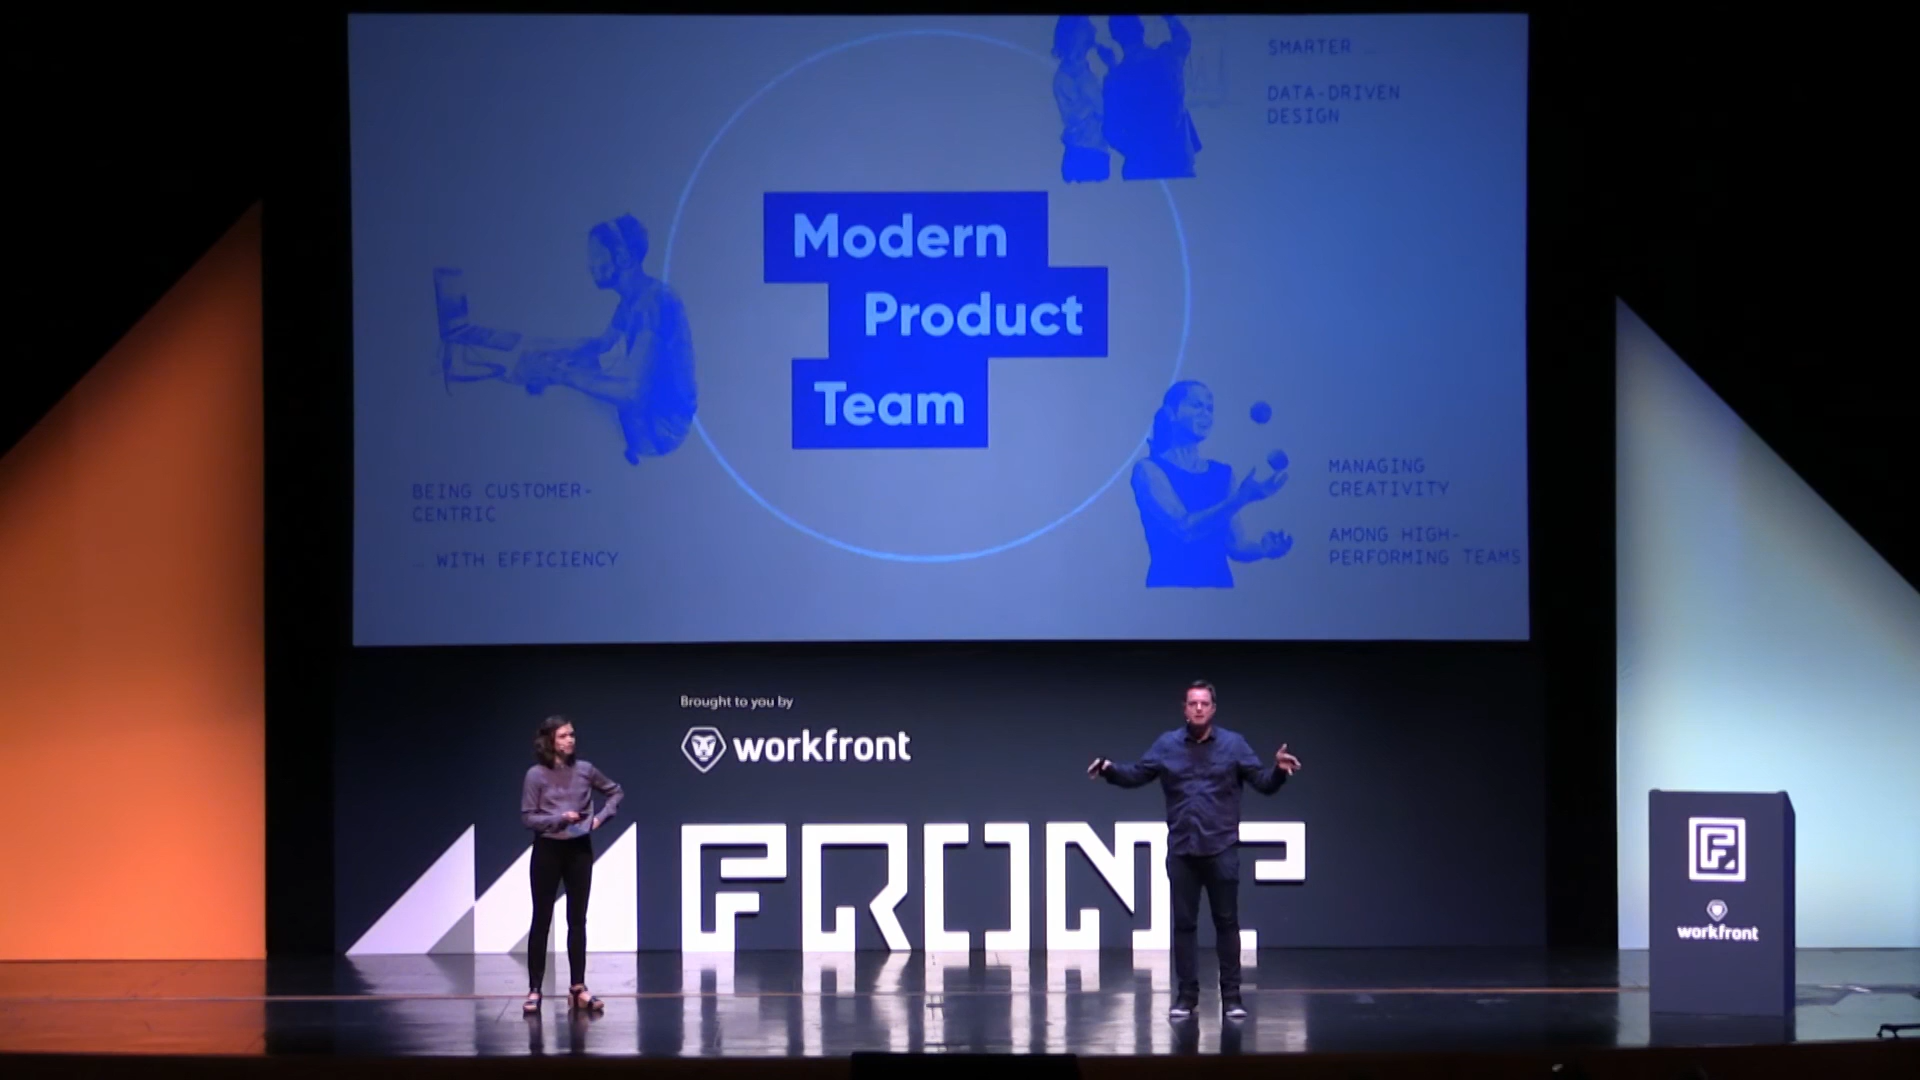 SMARTER …
DATA-DRIVEN
DESIGN
Modern
Product
Team
BEING CUSTOMER-
CENTRIC
… WITH EFFICIENCY
MANAGING
CREATIVITY
AMONG HIGH-
PERFORMING TEAMS
Brought to you by
workfront
FRONT
F
workfront